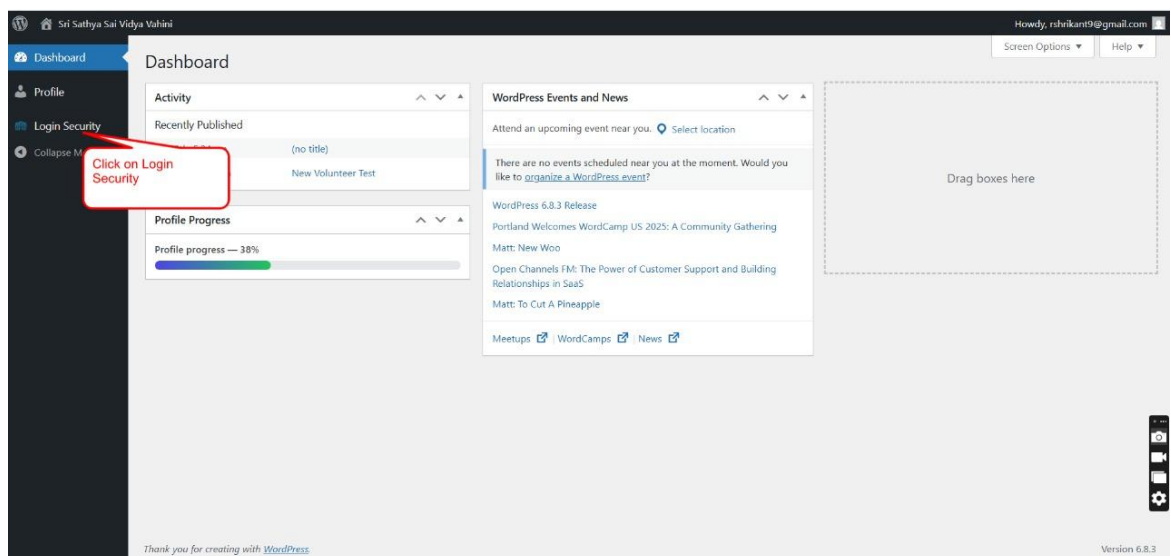 Sri Sathya Sai Vidya Vahini
Howdy, rshrikant9@gmail.com
Screen Options ▼
Help ▼
Dashboard
Profile
Login Security
Collapse M
Click on Login
Security
Dashboard
Activity
Recently Published
(no title)
New Volunteer Test
Profile Progress
Profile progress — 38%
WordPress Events and News
Attend an upcoming event near you. Select location
There are no events scheduled near you at the moment. Would you
like to organize a WordPress event?
WordPress 6.8.3 Release
Portland Welcomes WordCamp US 2025: A Community Gathering
Matt: New Woo
Open Channels FM: The Power of Customer Support and Building
Relationships in SaaS
Matt: To Cut A Pineapple
Meetups | WordCamps | News
Drag boxes here
Thank you for creating with WordPress.
Version 6.8.3